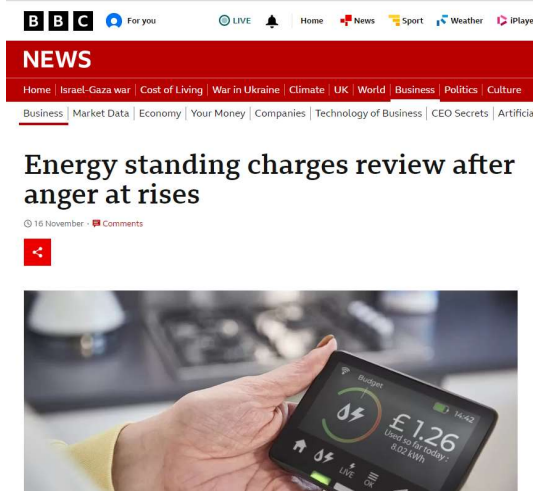 BBC For you LIVE Home News Sport Weather iPlaye
NEWS
Home Israel-Gaza war Cost of Living War in Ukraine Climate UK World Business Politics Culture
Business Market Data Economy Your Money Companies Technology of Business CEO Secrets Artificia
Energy standing charges review after
anger at rises
16 November · Comments
Budget 14:42
£1.26
Used so far today:
8.02 kWh
LIVE OK